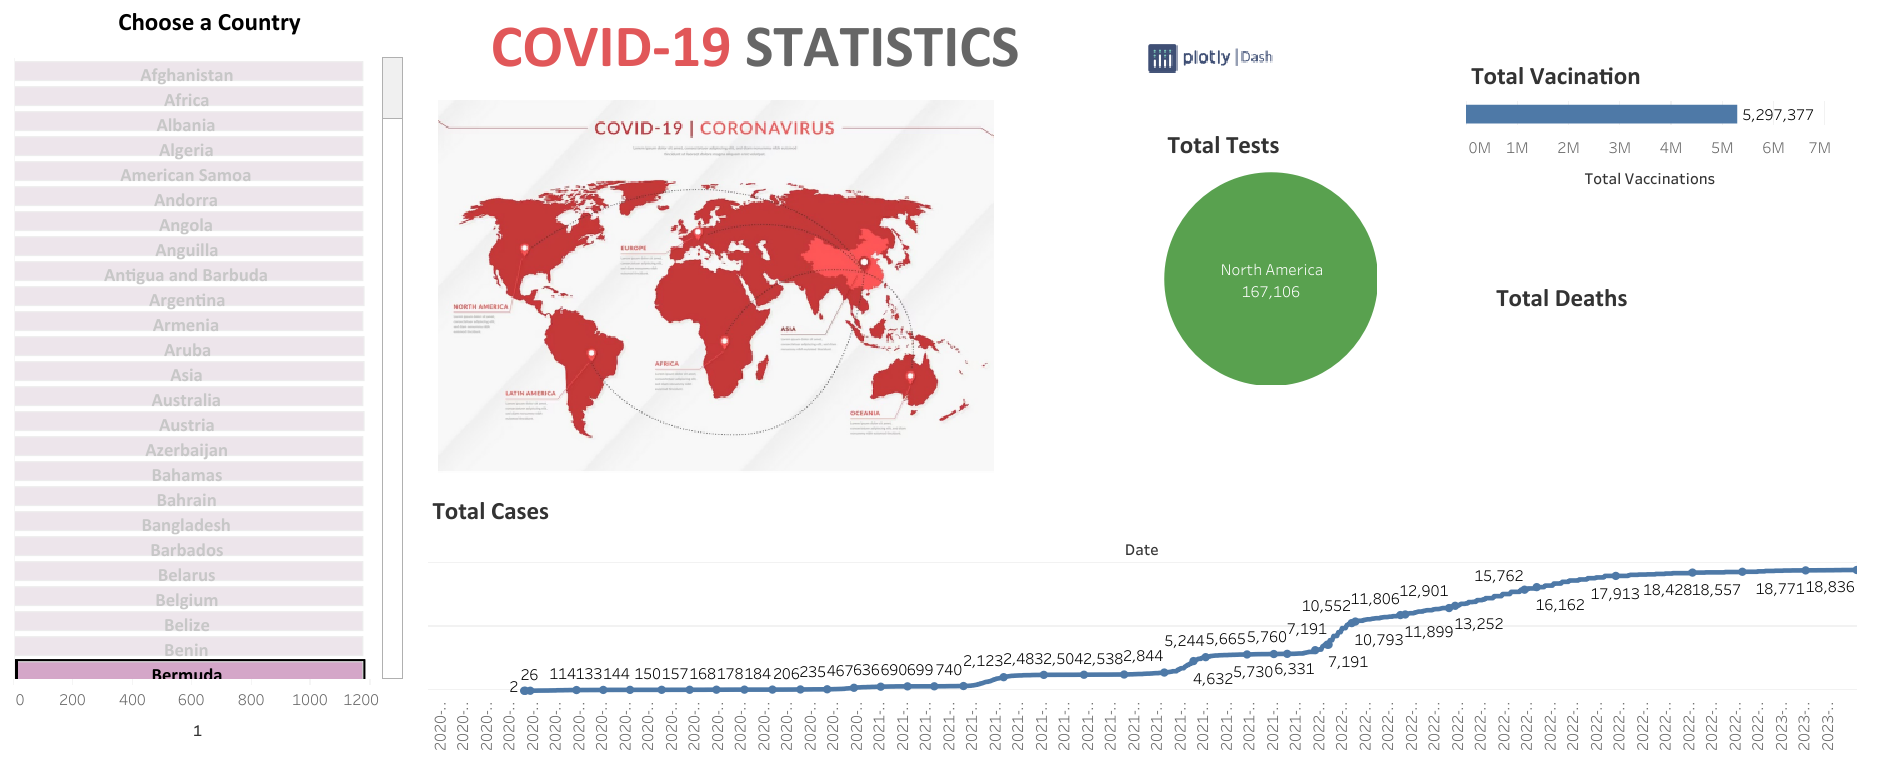 Choose a Country
Afghanistan
Africa
Albania
Algeria
American Samoa
Andorra
Angola
Anguilla
Antigua and Barbuda
Argentina
Armenia
Aruba
Asia
Australia
Austria
Azerbaijan
Bahamas
Bahrain
Bangladesh
Barbados
Belarus
Belgium
Belize
Benin
Bermuda
0 200 400 600 800 1000 1200
1
COVID-19 STATISTICS
plotly | Dash
COVID-19 | CORONAVIRUS
EUROPE
NORTH AMERICA
ASIA
AFRICA
LATIN AMERICA
OCEANIA
Total Tests
North America
167,106
Total Vacination
5,297,377
0M 1M 2M 3M 4M 5M 6M 7M
Total Vaccinations
Total Deaths
Total Cases
Date
2 26 114 133 144 150 157 168 178 184 206 235 467 636 690 699 740 2,123 2,483 2,504 2,538 2,844 4,632 5,244 5,665 5,730 5,760 6,331 7,191 7,191 10,552 10,793 11,806 11,899 12,901 13,252 15,762 16,162 17,913 18,428 18,557 18,771 18,836
2020-.. 2020-.. 2020-.. 2020-.. 2020-.. 2020-.. 2020-.. 2020-.. 2020-.. 2020-.. 2020-.. 2020-.. 2020-.. 2020-.. 2020-.. 2020-.. 2020-.. 2020-.. 2020-.. 2021-.. 2021-.. 2021-.. 2021-.. 2021-.. 2021-.. 2021-.. 2021-.. 2021-.. 2021-.. 2021-.. 2021-.. 2021-.. 2021-.. 2021-.. 2021-.. 2021-.. 2021-.. 2021-.. 2022-.. 2022-.. 2022-.. 2022-.. 2022-.. 2022-.. 2022-.. 2022-.. 2022-.. 2022-.. 2022-.. 2022-.. 2022-.. 2022-.. 2022-.. 2022-.. 2022-.. 2022-.. 2022-.. 2022-.. 2023-.. 2023-.. 2023-..